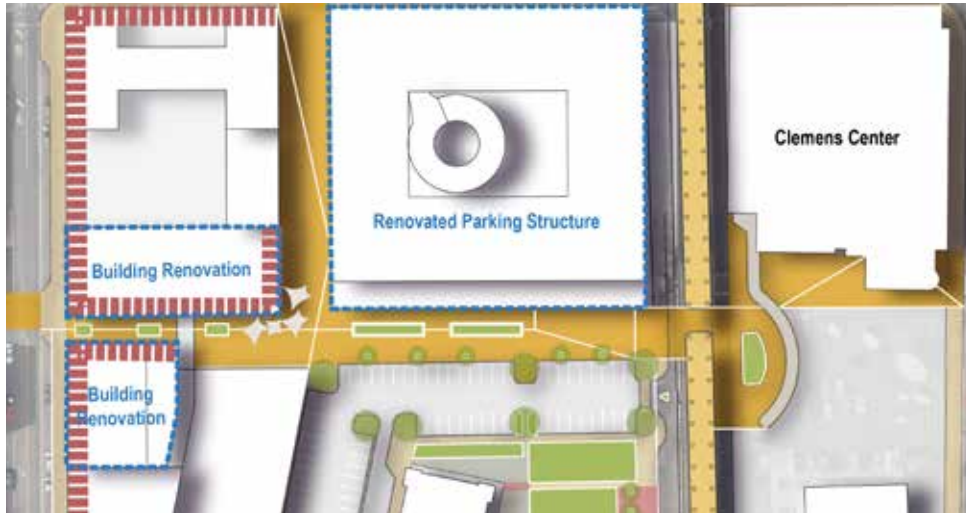 Clemens Center
Renovated Parking Structure
Building Renovation
Building
Renovation